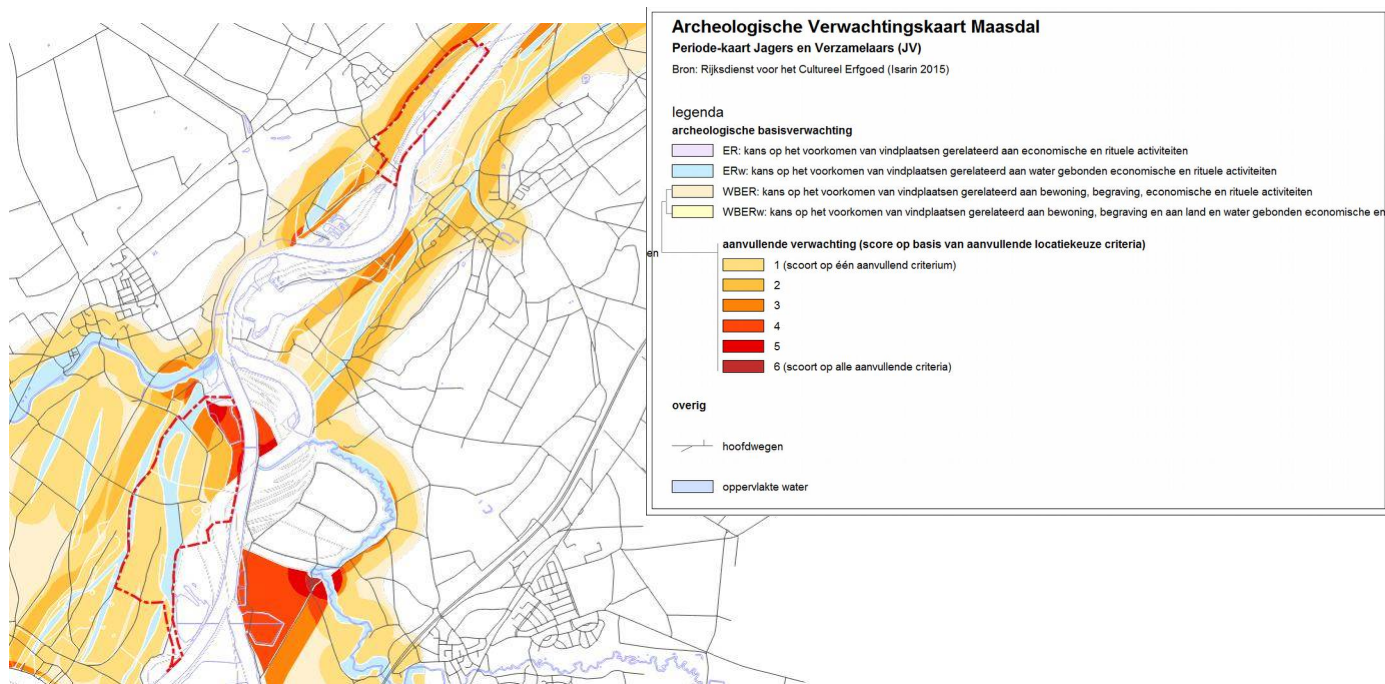 Archeologische Verwachtingskaart Maasdal
Periode-kaart Jagers en Verzamelaars (JV)
Bron: Rijksdienst voor het Cultureel Erfgoed (Isarin 2015)
legenda
archeologische basisverwachting
ER: kans op het voorkomen van vindplaatsen gerelateerd aan economische en rituele activiteiten
ERw: kans op het voorkomen van vindplaatsen gerelateerd aan water gebonden economische en rituele activiteiten
WBER: kans op het voorkomen van vindplaatsen gerelateerd aan bewoning, begraving, economische en rituele activiteiten
WBERw: kans op het voorkomen van vindplaatsen gerelateerd aan bewoning, begraving en aan land en water gebonden economische en
aanvullende verwachting (score op basis van aanvullende locatiekeuze criteria)
en
1 (scoort op één aanvullend criterium)
2
3
4
5
6 (scoort op alle aanvullende criteria)
overig
hoofdwegen
oppervlakte water